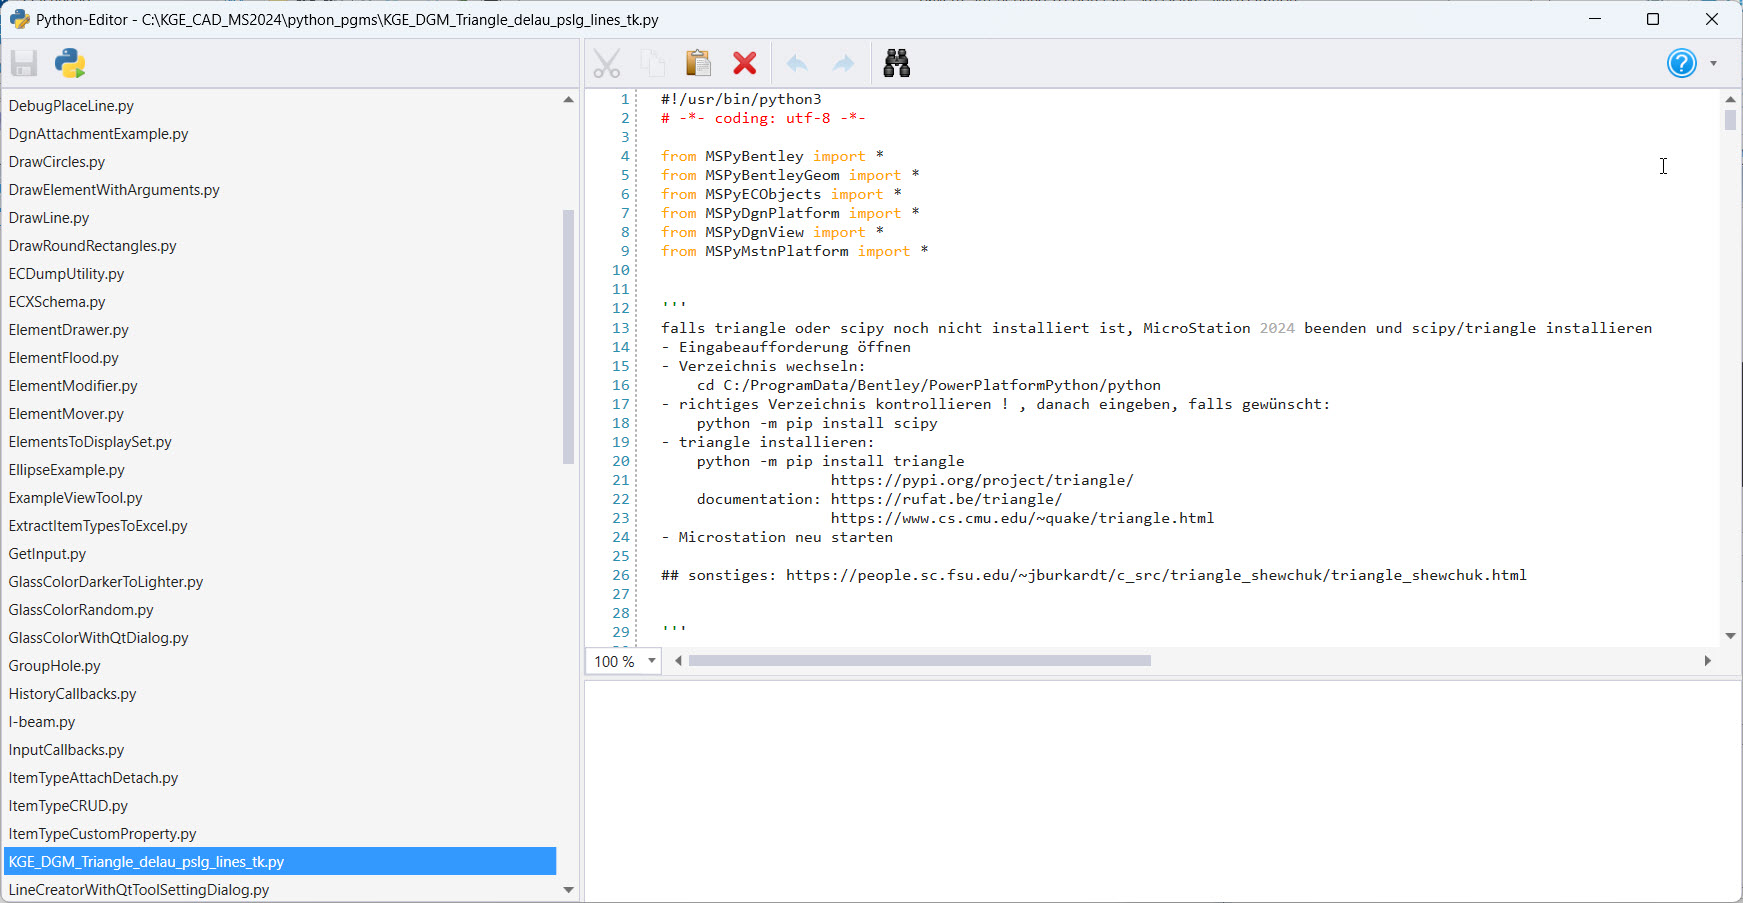 Python-Editor - C:\KGE_CAD_MS2024\python_pgms\KGE_DGM_Triangle_delau_pslg_lines_tk.py
DebugPlaceLine.py
DgnAttachmentExample.py
DrawCircles.py
DrawElementWithArguments.py
DrawLine.py
DrawRoundRectangles.py
ECDumpUtility.py
ECXSchema.py
ElementDrawer.py
ElementFlood.py
ElementModifier.py
ElementMover.py
ElementsToDisplaySet.py
EllipseExample.py
ExampleViewTool.py
ExtractItemTypesToExcel.py
GetInput.py
GlassColorDarkerToLighter.py
GlassColorRandom.py
GlassColorWithQtDialog.py
GroupHole.py
HistoryCallbacks.py
I-beam.py
InputCallbacks.py
ItemTypeAttachDetach.py
ItemTypeCRUD.py
ItemTypeCustomProperty.py
KGE_DGM_Triangle_delau_pslg_lines_tk.py
LineCreatorWithQtToolSettingDialog.py
1 #!/usr/bin/python3
2 # -*- coding: utf-8 -*-
3
4 from MSPyBentley import *
5 from MSPyBentleyGeom import *
6 from MSPyECObjects import *
7 from MSPyDgnPlatform import *
8 from MSPyDgnView import *
9 from MSPyMstnPlatform import *
10
11
12 '''
13 falls triangle oder scipy noch nicht installiert ist, MicroStation 2024 beenden und scipy/triangle installieren
14 - Eingabeaufforderung öffnen
15 - Verzeichnis wechseln:
16 cd C:/ProgramData/Bentley/PowerPlatformPython/python
17 - richtiges Verzeichnis kontrollieren ! , danach eingeben, falls gewünscht:
18 python -m pip install scipy
19 - triangle installieren:
20 python -m pip install triangle
21 https://pypi.org/project/triangle/
22 documentation: https://rufat.be/triangle/
23 https://www.cs.cmu.edu/~quake/triangle.html
24 - Microstation neu starten
25
26 ## sonstiges: https://people.sc.fsu.edu/~jburkardt/c_src/triangle_shewchuk/triangle_shewchuk.html
27
28
29 '''
100 %